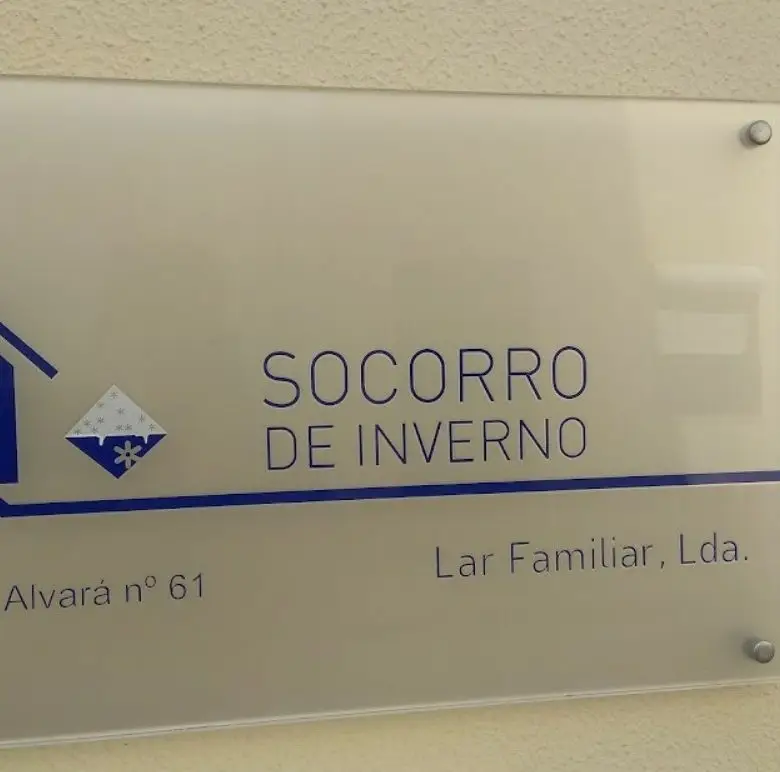 SOCORRO
DE INVERNO
Lar Familiar, Lda.
Alvará nº 61